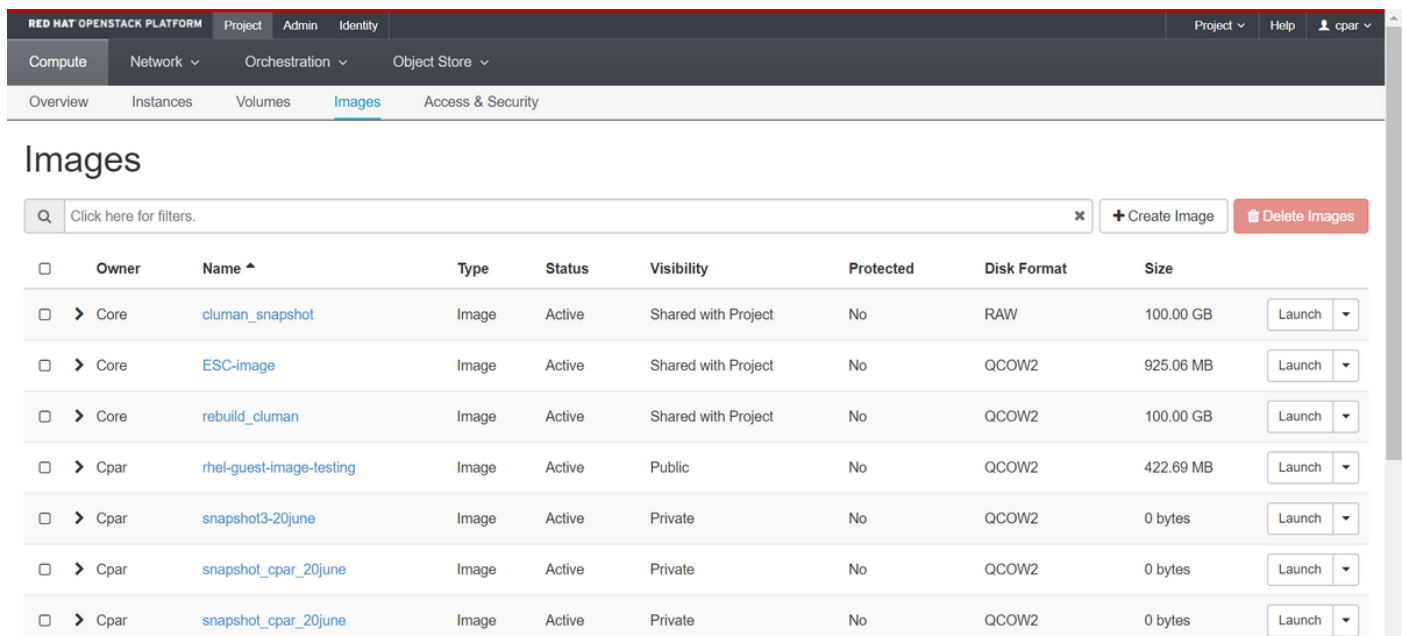 RED HAT OPENSTACK PLATFORM Project Admin Identity Project Help cpar
Compute Network Orchestration Object Store
Overview Instances Volumes Images Access & Security
Images
Click here for filters. Create Image Delete Images
Owner Name Type Status Visibility Protected Disk Format Size
Core cluman_snapshot Image Active Shared with Project No RAW 100.00 GB Launch
Core ESC-image Image Active Shared with Project No QCOW2 925.06 MB Launch
Core rebuild_cluman Image Active Shared with Project No QCOW2 100.00 GB Launch
Cpar rhel-guest-image-testing Image Active Public No QCOW2 422.69 MB Launch
Cpar snapshot3-20june Image Active Private No QCOW2 0 bytes Launch
Cpar snapshot_cpar_20june Image Active Private No QCOW2 0 bytes Launch
Cpar snapshot_cpar_20june Image Active Private No QCOW2 0 bytes Launch